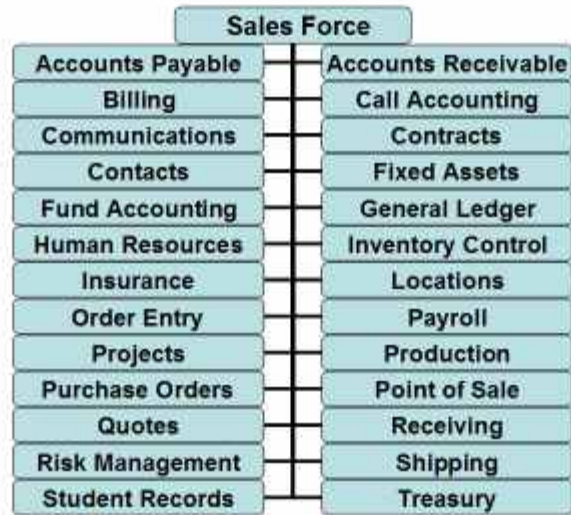 Sales Force
Accounts Payable
Accounts Receivable
Billing
Call Accounting
Communications
Contracts
Contacts
Fixed Assets
Fund Accounting
General Ledger
Human Resources
Inventory Control
Insurance
Locations
Order Entry
Payroll
Projects
Production
Purchase Orders
Point of Sale
Quotes
Receiving
Risk Management
Shipping
Student Records
Treasury